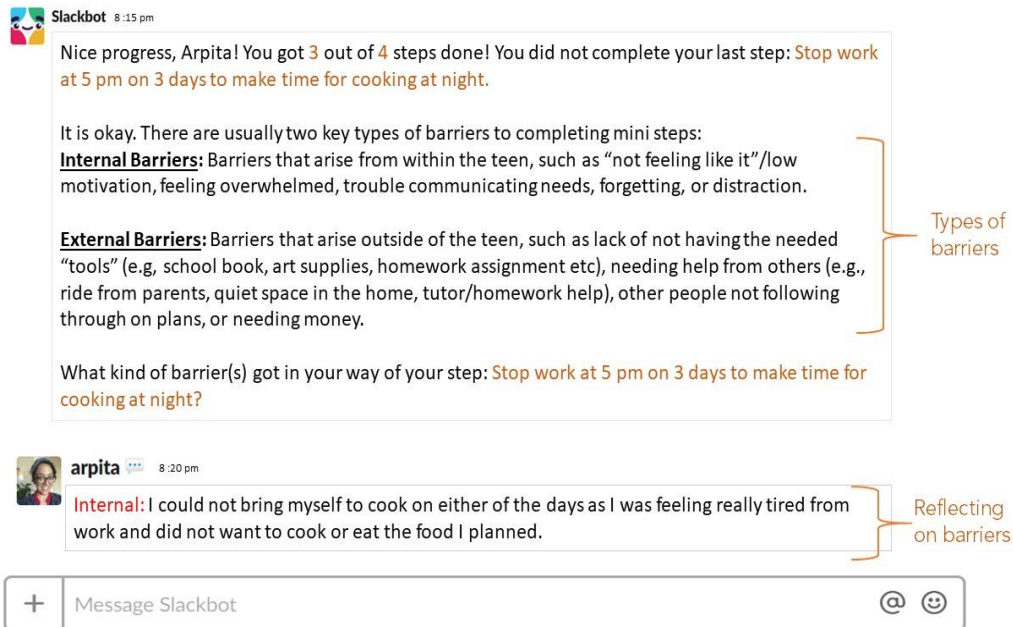 Slackbot 8:15 pm
Nice progress, Arpita! You got 3 out of 4 steps done! You did not complete your last step: Stop work
at 5 pm on 3 days to make time for cooking at night.
It is okay. There are usually two key types of barriers to completing mini steps:
Internal Barriers: Barriers that arise from within the teen, such as “not feeling like it”/low
motivation, feeling overwhelmed, trouble communicating needs, forgetting, or distraction.
External Barriers: Barriers that arise outside of the teen, such as lack of not having the needed
“tools” (e.g, school book, art supplies, homework assignment etc), needing help from others (e.g.,
ride from parents, quiet space in the home, tutor/homework help), other people not following
through on plans, or needing money.
Types of
barriers
What kind of barrier(s) got in your way of your step: Stop work at 5 pm on 3 days to make time for
cooking at night?
arpita 8:20 pm
Internal: I could not bring myself to cook on either of the days as I was feeling really tired from
work and did not want to cook or eat the food I planned.
Reflecting
on barriers
+ Message Slackbot @